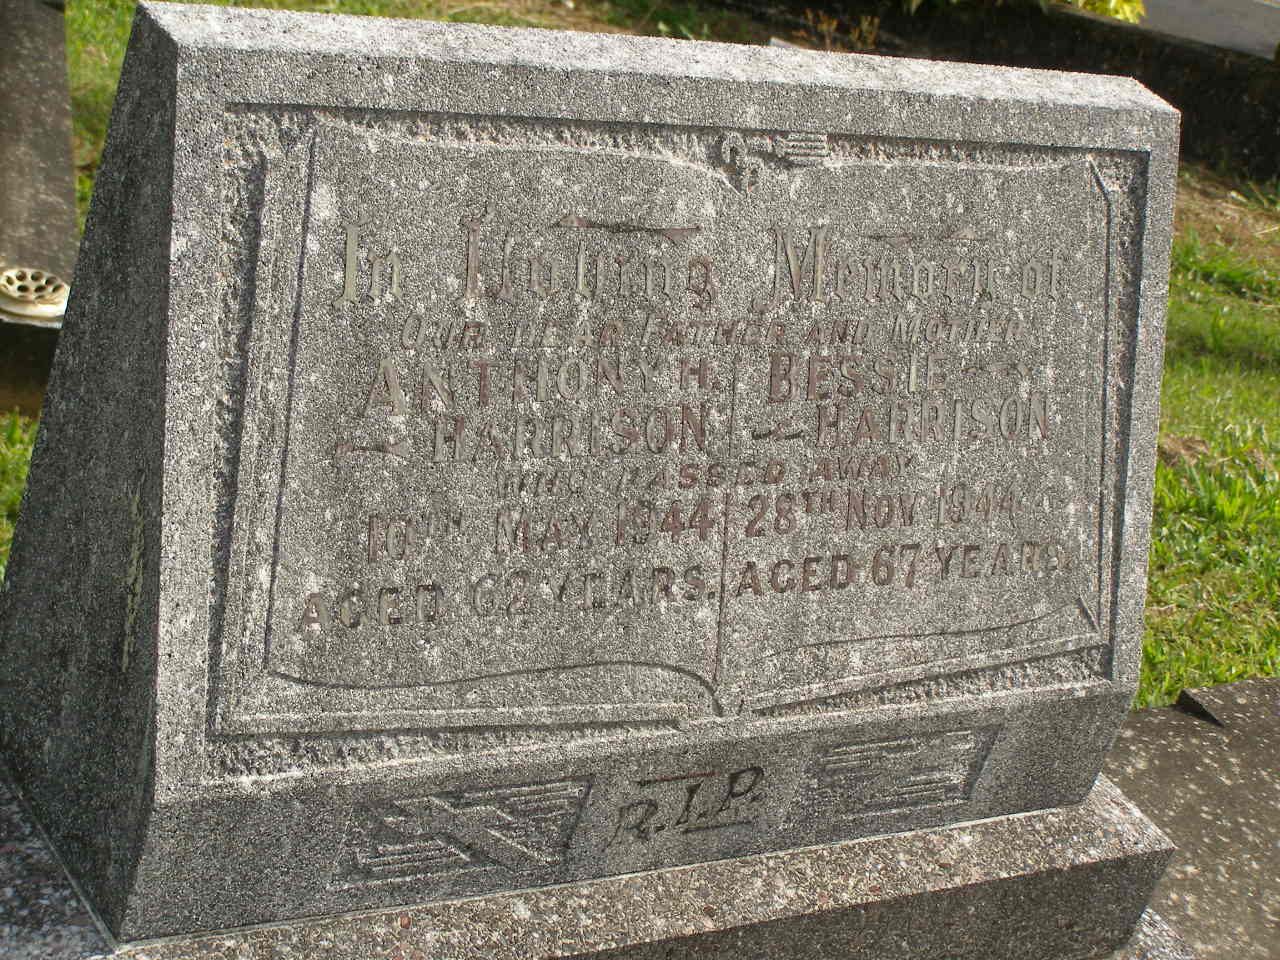 In Loving Memory of
OUR DEAR FATHER AND MOTHER
ANTHONY H. BESSIE
HARRISON HARRISON
WHO PASSED AWAY
10TH MAY 1944 28TH NOV 1944
AGED 62 YEARS. AGED 67 YEARS.
R.I.P.